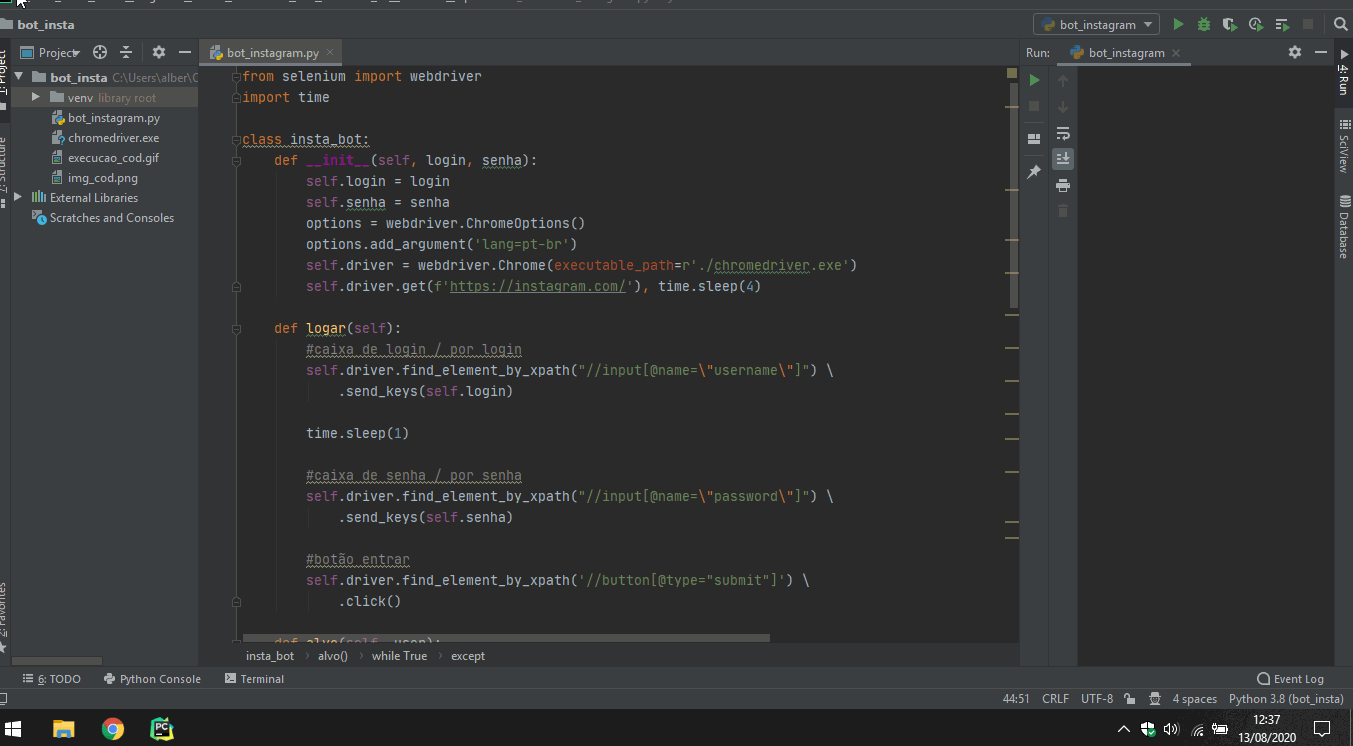 bot_insta
bot_instagram
Project
bot_instagram.py
Run:
bot_instagram
1: Project
bot_insta C:\Users\alber\
venv library root
bot_instagram.py
chromedriver.exe
execucao_cod.gif
img_cod.png
External Libraries
Scratches and Consoles
7: Structure
2: Favorites
from selenium import webdriver
import time
class insta_bot:
def __init__(self, login, senha):
self.login = login
self.senha = senha
options = webdriver.ChromeOptions()
options.add_argument('lang=pt-br')
self.driver = webdriver.Chrome(executable_path=r'./chromedriver.exe')
self.driver.get(f'https://instagram.com/'), time.sleep(4)
def logar(self):
#caixa de login / por login
self.driver.find_element_by_xpath("//input[@name=\"username\"]") \
.send_keys(self.login)
time.sleep(1)
#caixa de senha / por senha
self.driver.find_element_by_xpath("//input[@name=\"password\"]") \
.send_keys(self.senha)
#botão entrar
self.driver.find_element_by_xpath('//button[@type="submit"]') \
.click()
def alvo(self, user):
4: Run
SciView
Database
insta_bot
alvo()
while True
except
6: TODO
Python Console
Terminal
Event Log
44:51 CRLF UTF-8 4 spaces Python 3.8 (bot_insta)
PC
12:37
13/08/2020